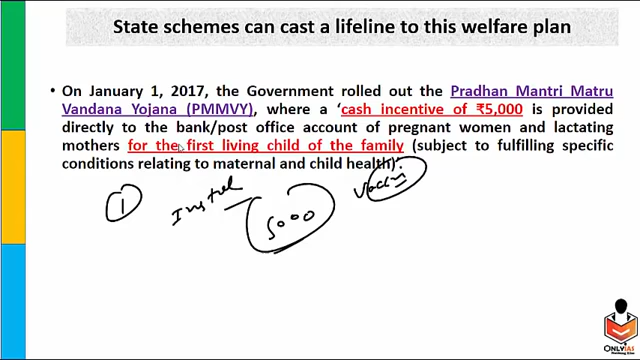 State schemes can cast a lifeline to this welfare plan
• On January 1, 2017, the Government rolled out the Pradhan Mantri Matru
Vandana Yojana (PMMVY), where a ‘cash incentive of ₹5,000 is provided
directly to the bank/post office account of pregnant women and lactating
mothers for the first living child of the family (subject to fulfilling specific
conditions relating to maternal and child health).
1
5000
ONLYIAS